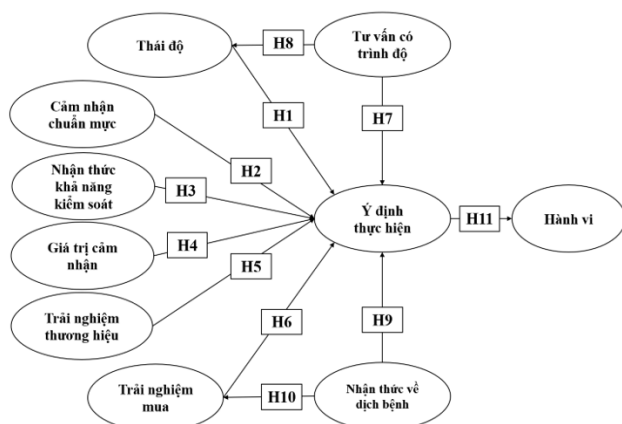 Thái độ
H8
Tư vấn có
trình độ
H1
H7
Cảm nhận
chuẩn mực
H2
Nhận thức
khả năng
kiểm soát
H3
Ý định
thực hiện
H11
Hành vi
Giá trị cảm
nhận
H4
H5
Trải nghiệm
thương hiệu
H6
H9
Trải nghiệm
mua
H10
Nhận thức về
dịch bệnh